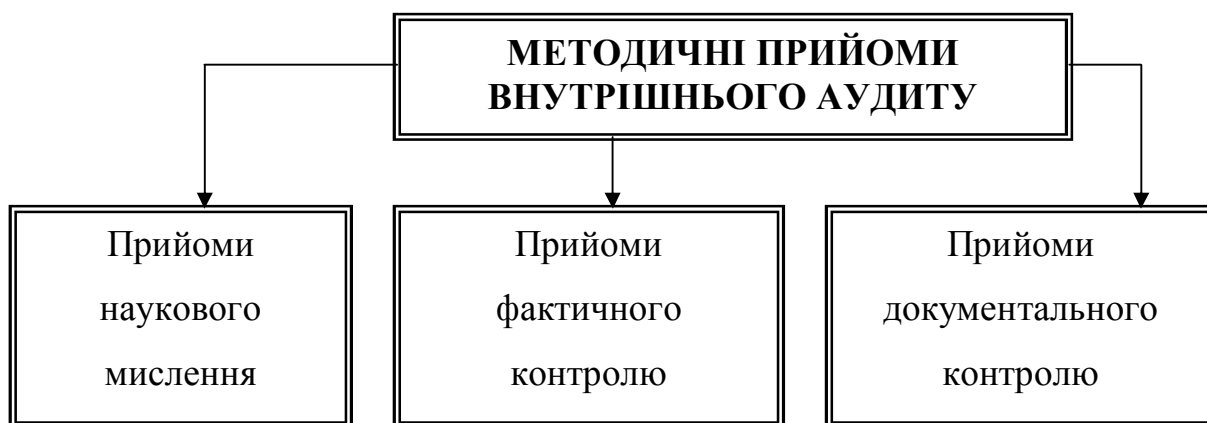 МЕТОДИЧНІ ПРИЙОМИ
ВНУТРІШНЬОГО АУДИТУ
Прийоми
наукового
мислення
Прийоми
фактичного
контролю
Прийоми
документального
контролю